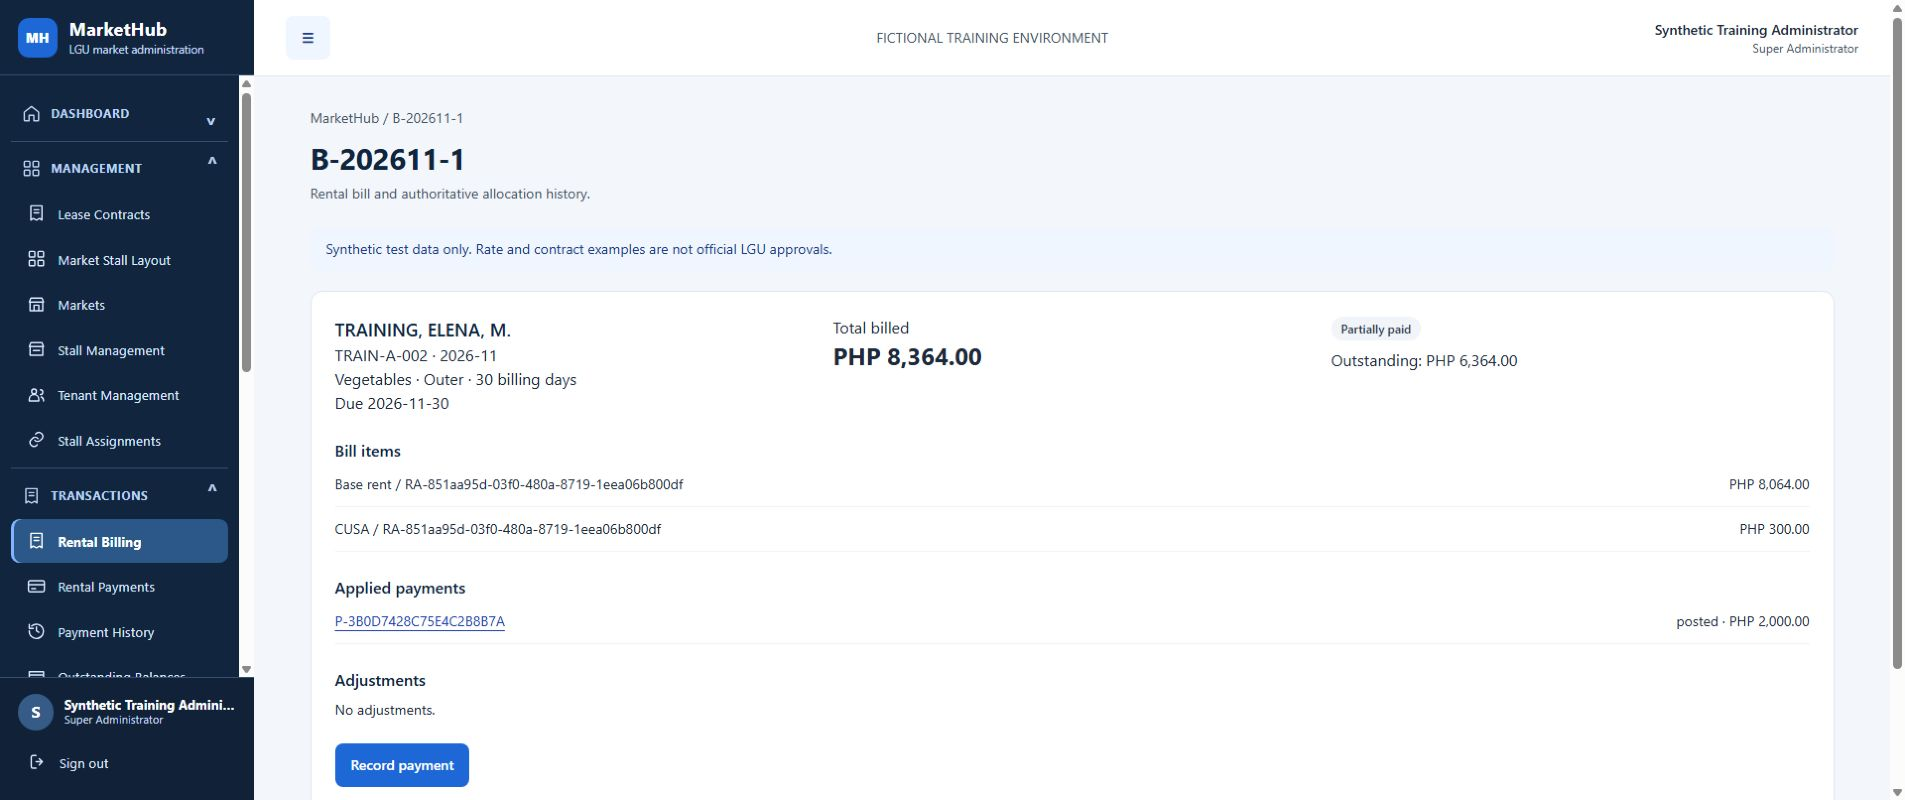 MH
MarketHub
LGU market administration
DASHBOARD
MANAGEMENT
Lease Contracts
Market Stall Layout
Markets
Stall Management
Tenant Management
Stall Assignments
TRANSACTIONS
Rental Billing
Rental Payments
Payment History
Outstanding Balances
S
Synthetic Training Admini...
Super Administrator
Sign out
☰
FICTIONAL TRAINING ENVIRONMENT
Synthetic Training Administrator
Super Administrator
MarketHub / B-202611-1
B-202611-1
Rental bill and authoritative allocation history.
Synthetic test data only. Rate and contract examples are not official LGU approvals.
TRAINING, ELENA, M.
TRAIN-A-002 · 2026-11
Vegetables · Outer · 30 billing days
Due 2026-11-30
Total billed
PHP 8,364.00
Partially paid
Outstanding: PHP 6,364.00
Bill items
Base rent / RA-851aa95d-03f0-480a-8719-1eea06b800df PHP 8,064.00
CUSA / RA-851aa95d-03f0-480a-8719-1eea06b800df PHP 300.00
Applied payments
P-3B0D7428C75E4C2B8B7A posted · PHP 2,000.00
Adjustments
No adjustments.
Record payment